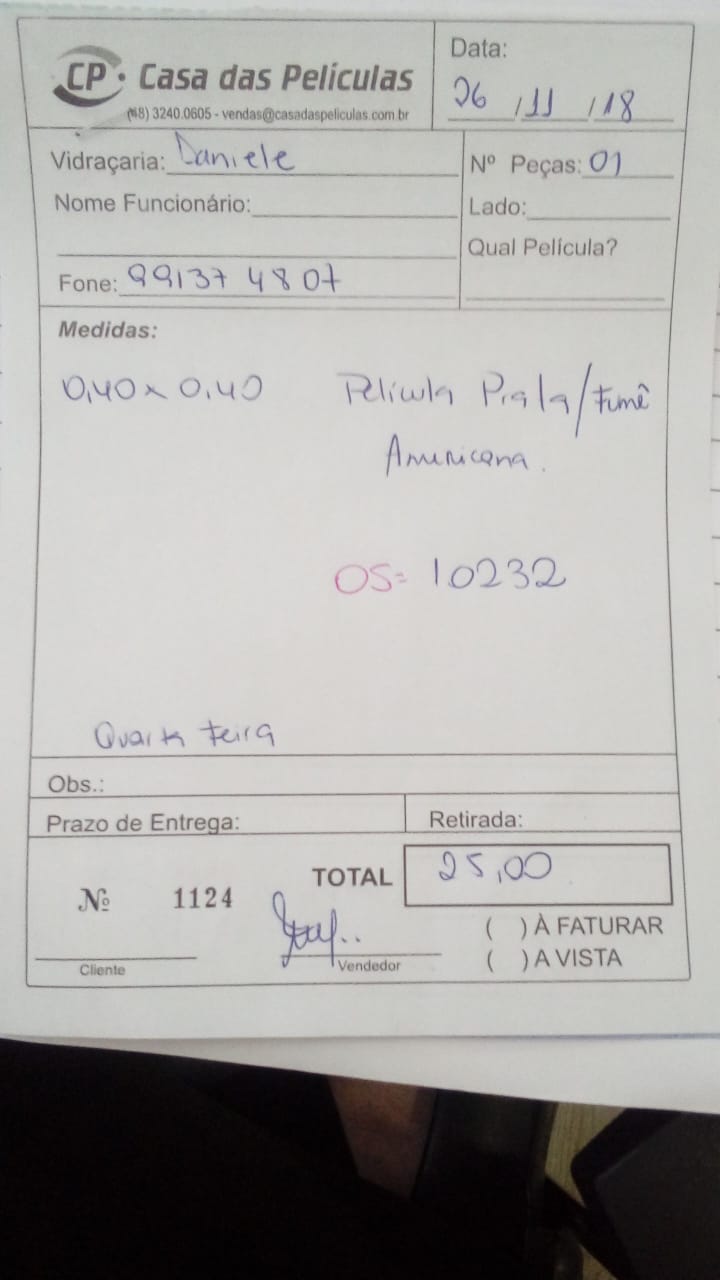 CP · Casa das Películas
(48) 3240.0605 - vendas@casadaspeliculas.com.br
Data:
26 / 11 / 18
Vidraçaria: Daniele
Nº Peças: 01
Nome Funcionário:
Lado:
Qual Película?
Fone: 99137 4807
Medidas:
0,40 x 0,40 Película Prata/Fumê
Americana.
OS= 10232
Quarta feira
Obs.:
Prazo de Entrega:
Retirada:
Nº 1124
TOTAL 25,00
Cliente
Vendedor
( ) À FATURAR
( ) A VISTA